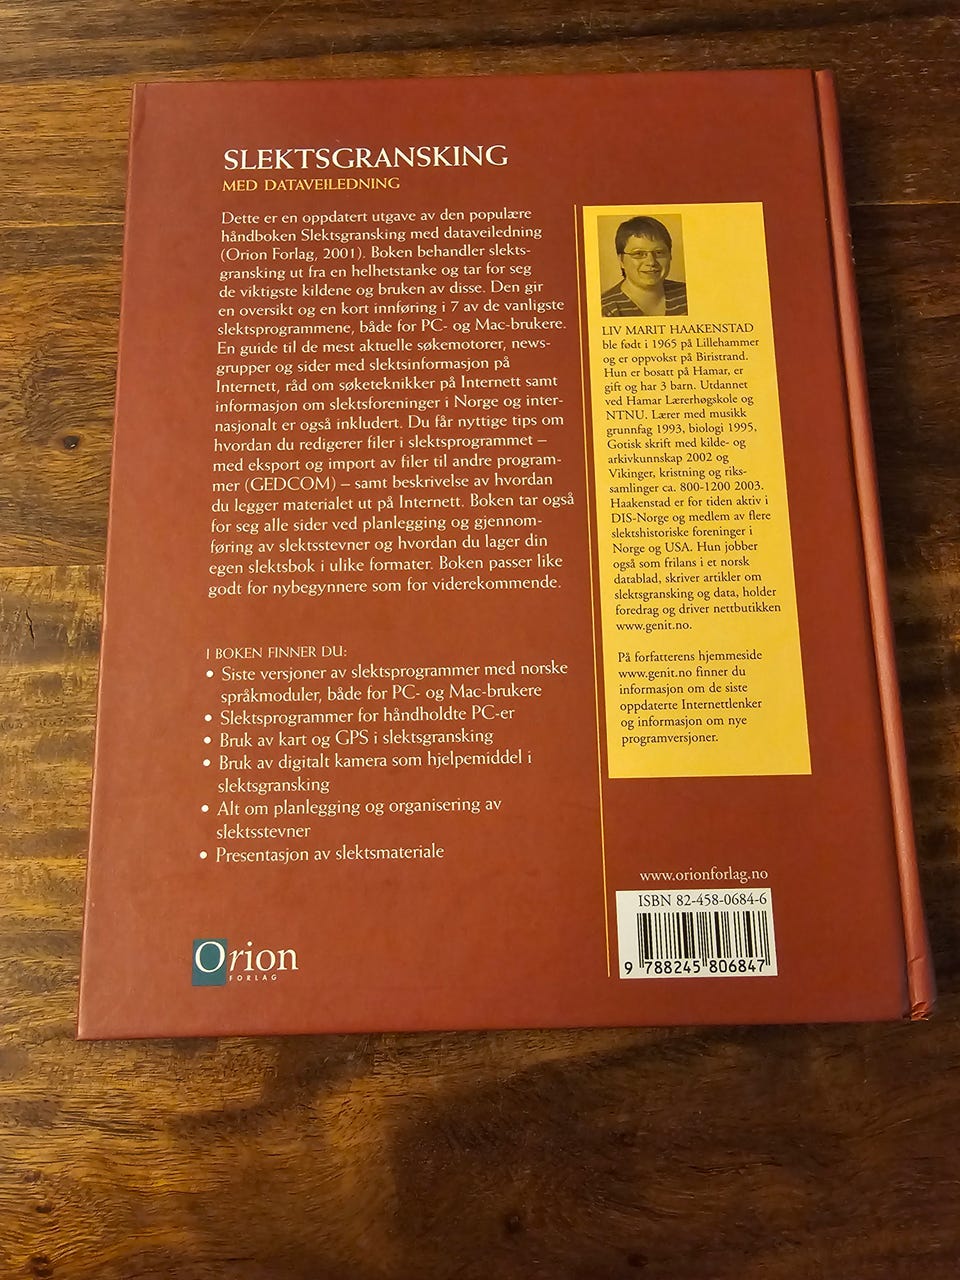 SLEKTSGRANSKING
MED DATAVEILEDNING
Dette er en oppdatert utgave av den populære
håndboken Slektsgransking med dataveiledning
(Orion Forlag, 2001). Boken behandler slekts-
gransking ut fra en helhetstanke og tar for seg
de viktigste kildene og bruken av disse. Den gir
en oversikt og en kort innføring i 7 av de vanligste
slektsprogrammene, både for PC- og Mac-brukere.
En guide til de mest aktuelle søkemotorer, news-
grupper og sider med slektsinformasjon på
Internett, råd om søketeknikker på Internett samt
informasjon om slektsforeninger i Norge og inter-
nasjonalt er også inkludert. Du får nyttige tips om
hvordan du redigerer filer i slektsprogrammet –
med eksport og import av filer til andre program-
mer (GEDCOM) – samt beskrivelse av hvordan
du legger materialet ut på Internett. Boken tar også
for seg alle sider ved planlegging og gjennom-
føring av slektsstevner og hvordan du lager din
egen slektsbok i ulike formater. Boken passer like
godt for nybegynnere som for viderekommende.
I BOKEN FINNER DU:
• Siste versjoner av slektsprogrammer med norske
språkmoduler, både for PC- og Mac-brukere
• Slektsprogrammer for håndholdte PC-er
• Bruk av kart og GPS i slektsgransking
• Bruk av digitalt kamera som hjelpemiddel i
slektsgransking
• Alt om planlegging og organisering av
slektsstevner
• Presentasjon av slektsmateriale
Orion
FORLAG
LIV MARIT HAAKENSTAD
ble født i 1965 på Lillehammer
og er oppvokst på Biristrand.
Hun er bosatt på Hamar, er
gift og har 3 barn. Utdannet
ved Hamar Lærerhøgskole og
NTNU. Lærer med musikk
grunnfag 1993, biologi 1995,
Gotisk skrift med kilde- og
arkivkunnskap 2002 og
Vikinger, kristning og riks-
samlinger ca. 800-1200 2003.
Haakenstad er for tiden aktiv i
DIS-Norge og medlem av flere
slektshistoriske foreninger i
Norge og USA. Hun jobber
også som frilans i et norsk
datablad, skriver artikler om
slektsgransking og data, holder
foredrag og driver nettbutikken
www.genit.no.
På forfatterens hjemmeside
www.genit.no finner du
informasjon om de siste
oppdaterte Internettlenker
og informasjon om nye
programversjoner.
www.orionforlag.no
ISBN 82-458-0684-6
9 788245 806847